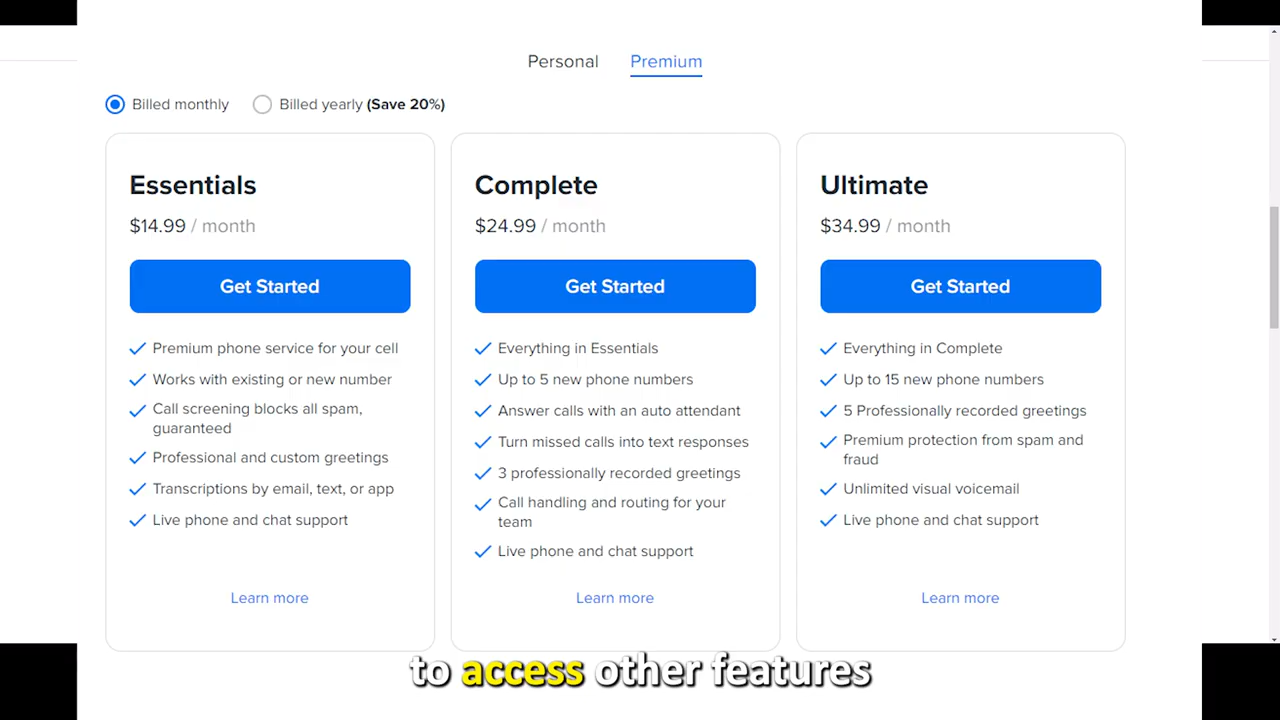 Personal Premium
Billed monthly Billed yearly (Save 20%)
Essentials
$14.99 / month
Get Started
Premium phone service for your cell
Works with existing or new number
Call screening blocks all spam,
guaranteed
Professional and custom greetings
Transcriptions by email, text, or app
Live phone and chat support
Learn more
Complete
$24.99 / month
Get Started
Everything in Essentials
Up to 5 new phone numbers
Answer calls with an auto attendant
Turn missed calls into text responses
3 professionally recorded greetings
Call handling and routing for your
team
Live phone and chat support
Learn more
Ultimate
$34.99 / month
Get Started
Everything in Complete
Up to 15 new phone numbers
5 Professionally recorded greetings
Premium protection from spam and
fraud
Unlimited visual voicemail
Live phone and chat support
Learn more
to access other features